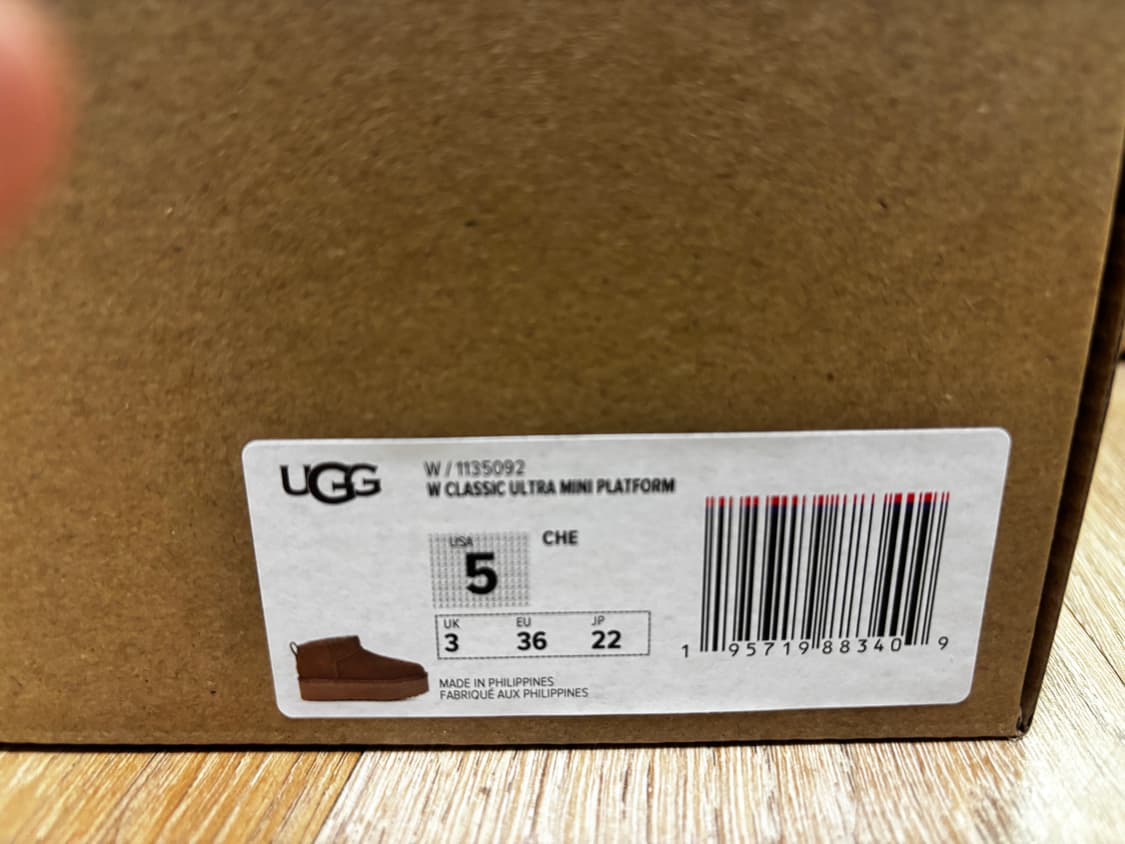 UGG
W / 1135092
W CLASSIC ULTRA MINI PLATFORM
USA
5
CHE
UK EU JP
3 36 22
MADE IN PHILIPPINES
FABRIQUÉ AUX PHILIPPINES
1 95719 88340 9